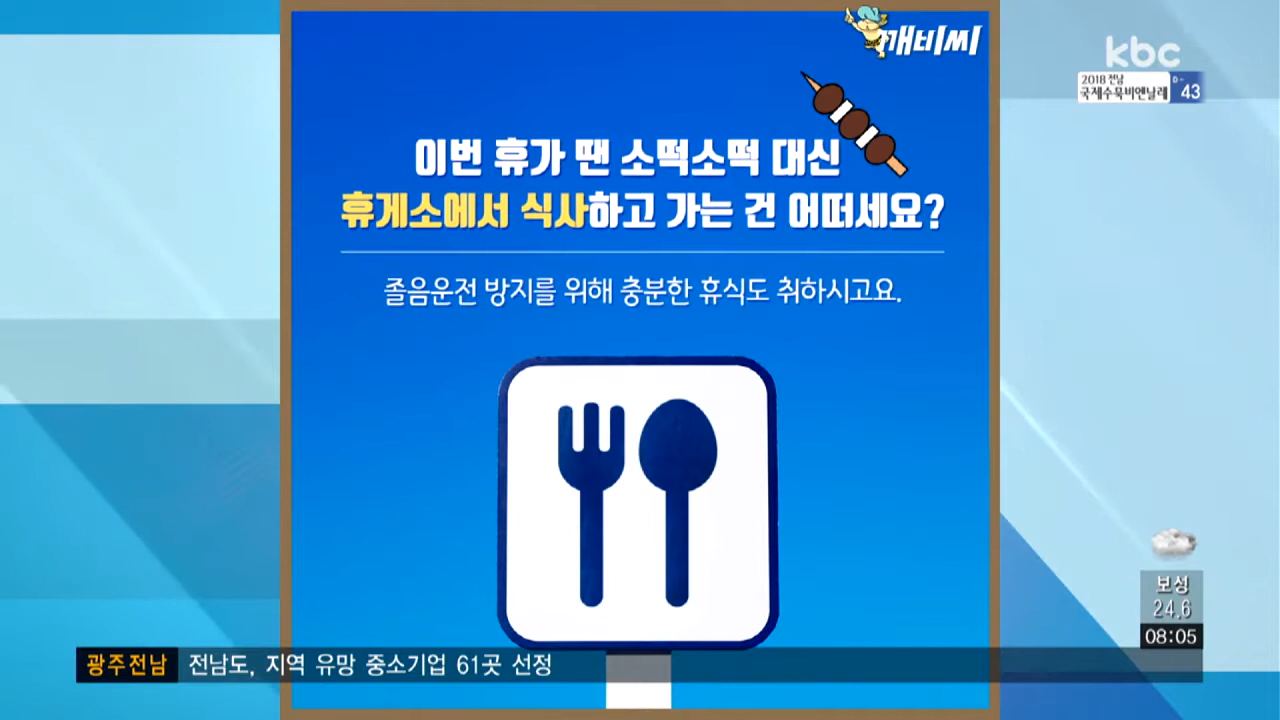 깨티씨
kbc
2018 전남
국제수묵비엔날레
D-
43
이번 휴가 땐 소떡소떡 대신
휴게소에서 식사하고 가는 건 어떠세요?
졸음운전 방지를 위해 충분한 휴식도 취하시고요.
보성
24.6
08:05
광주전남 전남도, 지역 유망 중소기업 61곳 선정